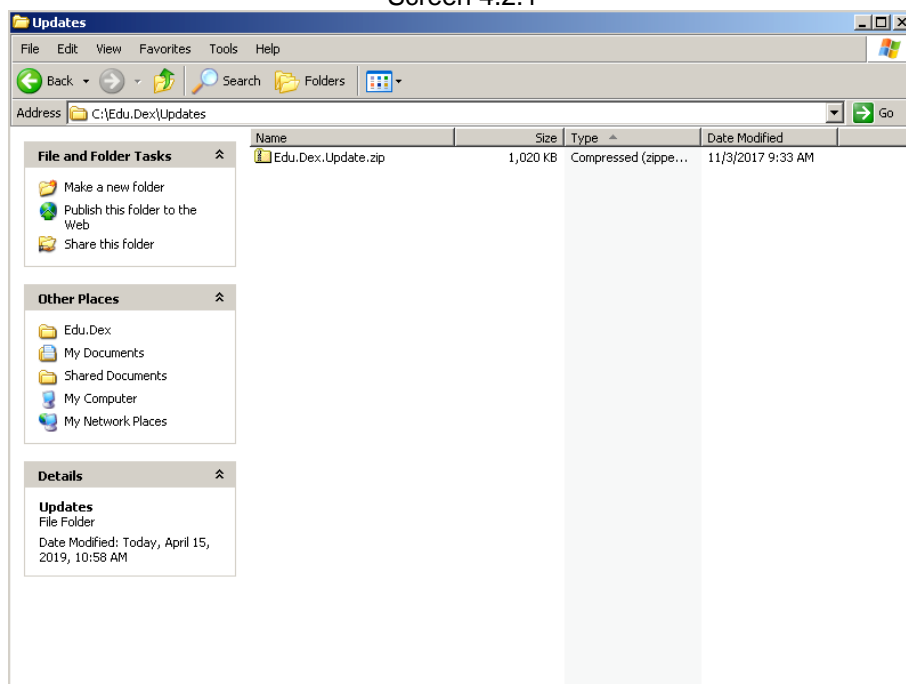 Screen 4.2.1
Updates
File Edit View Favorites Tools Help
Back Search Folders
Address C:\Edu.Dex\Updates Go
Name Size Type Date Modified
Edu.Dex.Update.zip 1,020 KB Compressed (zippe... 11/3/2017 9:33 AM
File and Folder Tasks
Make a new folder
Publish this folder to the
Web
Share this folder
Other Places
Edu.Dex
My Documents
Shared Documents
My Computer
My Network Places
Details
Updates
File Folder
Date Modified: Today, April 15,
2019, 10:58 AM